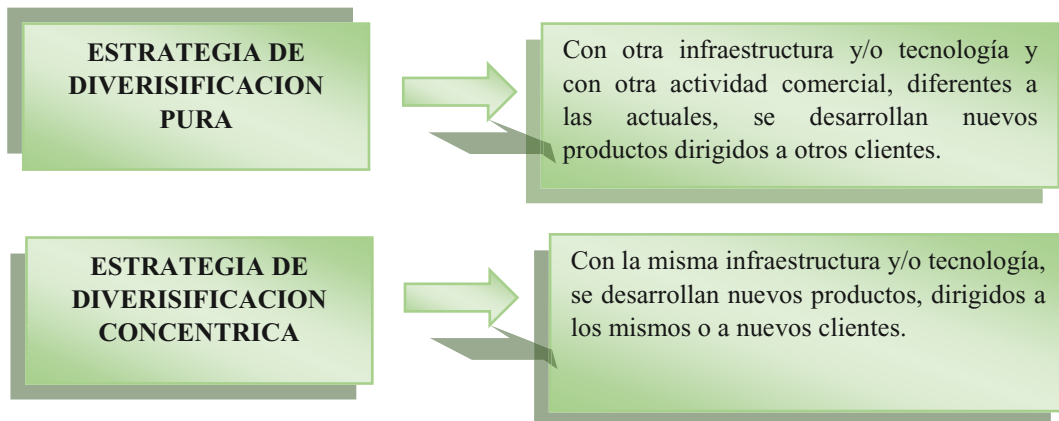 ESTRATEGIA DE
DIVERISIFICACION
PURA
Con otra infraestructura y/o tecnología y
con otra actividad comercial, diferentes a
las actuales, se desarrollan nuevos
productos dirigidos a otros clientes.
ESTRATEGIA DE
DIVERISIFICACION
CONCENTRICA
Con la misma infraestructura y/o tecnología,
se desarrollan nuevos productos, dirigidos a
los mismos o a nuevos clientes.